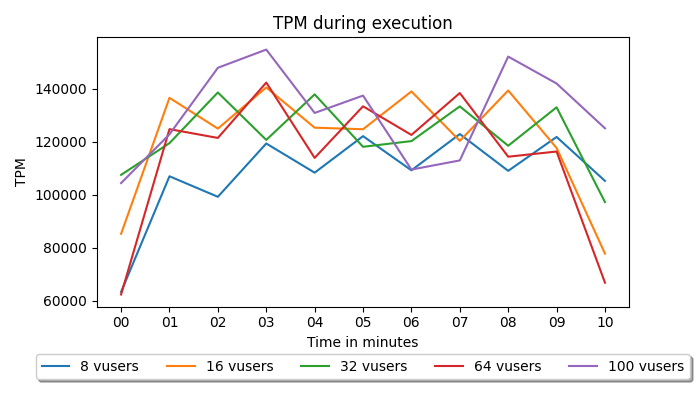 TPM during execution
140000
120000
100000
80000
60000
TPM
00 01 02 03 04 05 06 07 08 09 10
Time in minutes
8 vusers 16 vusers 32 vusers 64 vusers 100 vusers